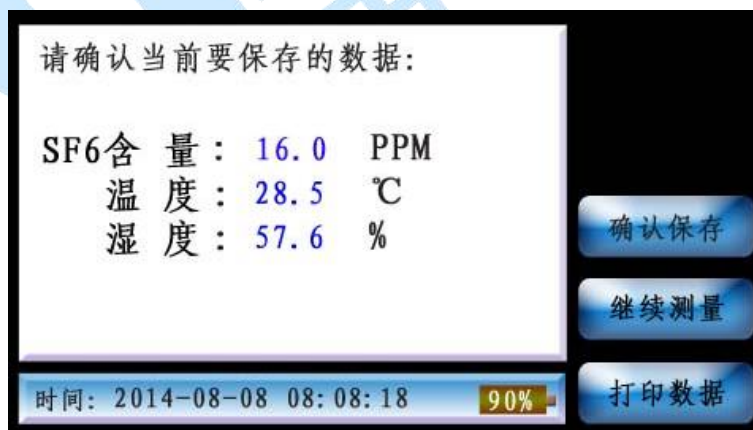 请确认当前要保存的数据:
SF6含 量: 16.0 PPM
温 度: 28.5 ℃
湿 度: 57.6 %
确认保存
继续测量
打印数据
时间: 2014-08-08 08:08:18 90%